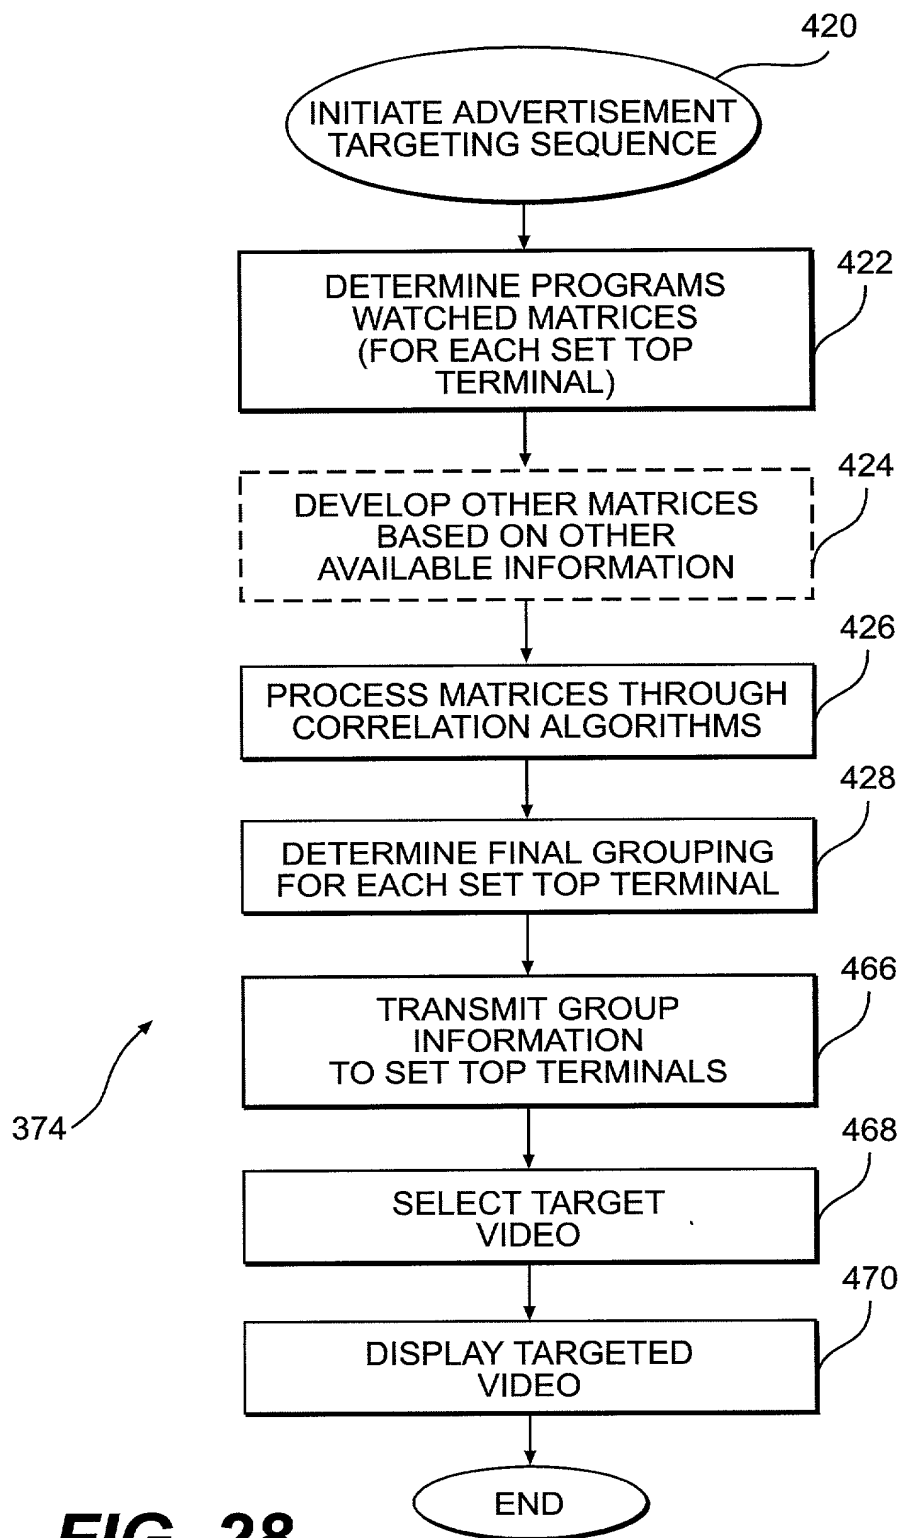 420
INITIATE ADVERTISEMENT
TARGETING SEQUENCE
422
DETERMINE PROGRAMS
WATCHED MATRICES
(FOR EACH SET TOP
TERMINAL)
424
DEVELOP OTHER MATRICES
BASED ON OTHER
AVAILABLE INFORMATION
426
PROCESS MATRICES THROUGH
CORRELATION ALGORITHMS
428
DETERMINE FINAL GROUPING
FOR EACH SET TOP TERMINAL
466
TRANSMIT GROUP
INFORMATION
TO SET TOP TERMINALS
374
468
SELECT TARGET
VIDEO
470
DISPLAY TARGETED
VIDEO
END
FIG. 28